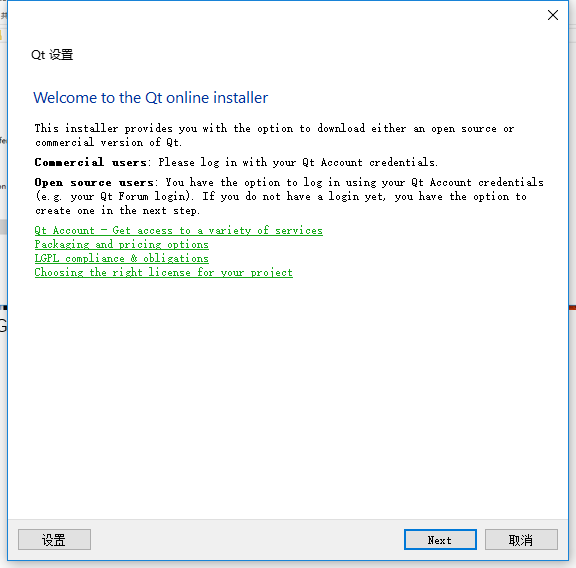 Qt 设置
Welcome to the Qt online installer
This installer provides you with the option to download either an open source or
commercial version of Qt.
Commercial users: Please log in with your Qt Account credentials.
Open source users: You have the option to log in using your Qt Account credentials
(e.g. your Qt Forum login). If you do not have a login yet, you have the option to
create one in the next step.
Qt Account - Get access to a variety of services
Packaging and pricing options
LGPL compliance & obligations
Choosing the right license for your project
设置
Next
取消